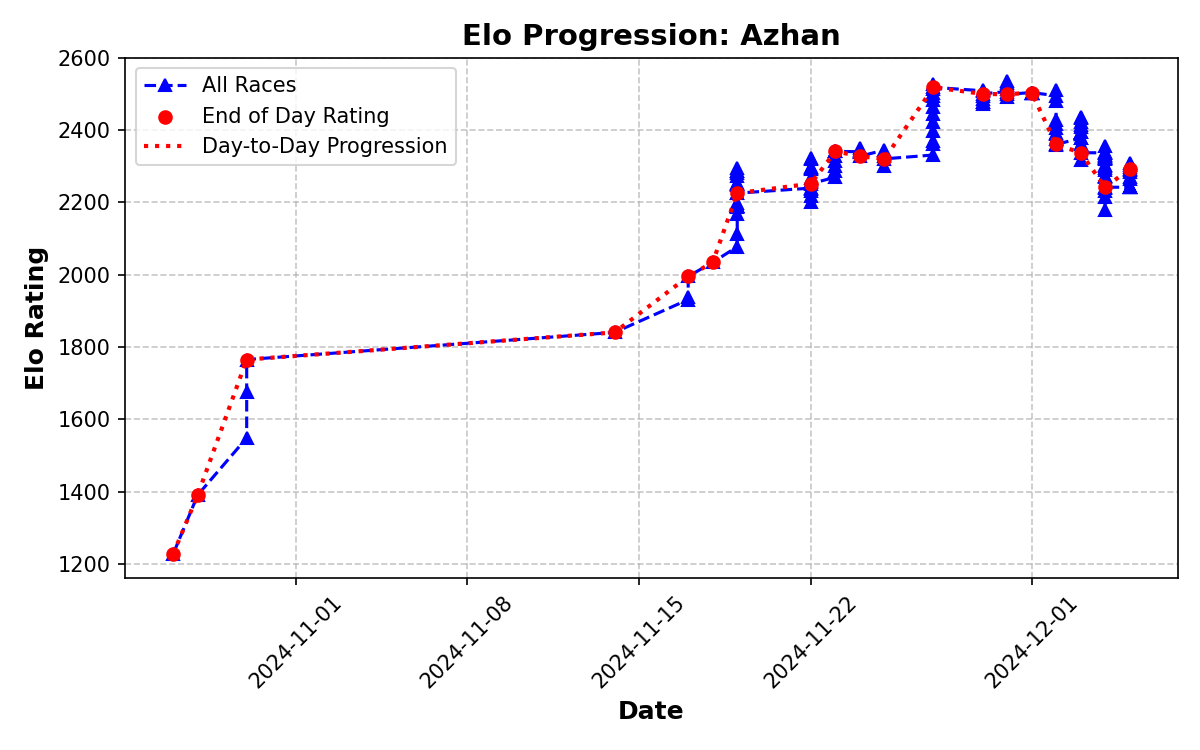 Elo Progression: Azhan
All Races
End of Day Rating
Day-to-Day Progression
Elo Rating
2600
2400
2200
2000
1800
1600
1400
1200
2024-11-01
2024-11-08
2024-11-15
2024-11-22
2024-12-01
Date